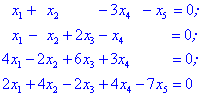 x₁ + x₂ - 3x₄ - x₅ = 0;
x₁ - x₂ + 2x₃ - x₄ = 0;
4x₁ - 2x₂ + 6x₃ + 3x₄ = 0;
2x₁ + 4x₂ - 2x₃ + 4x₄ - 7x₅ = 0